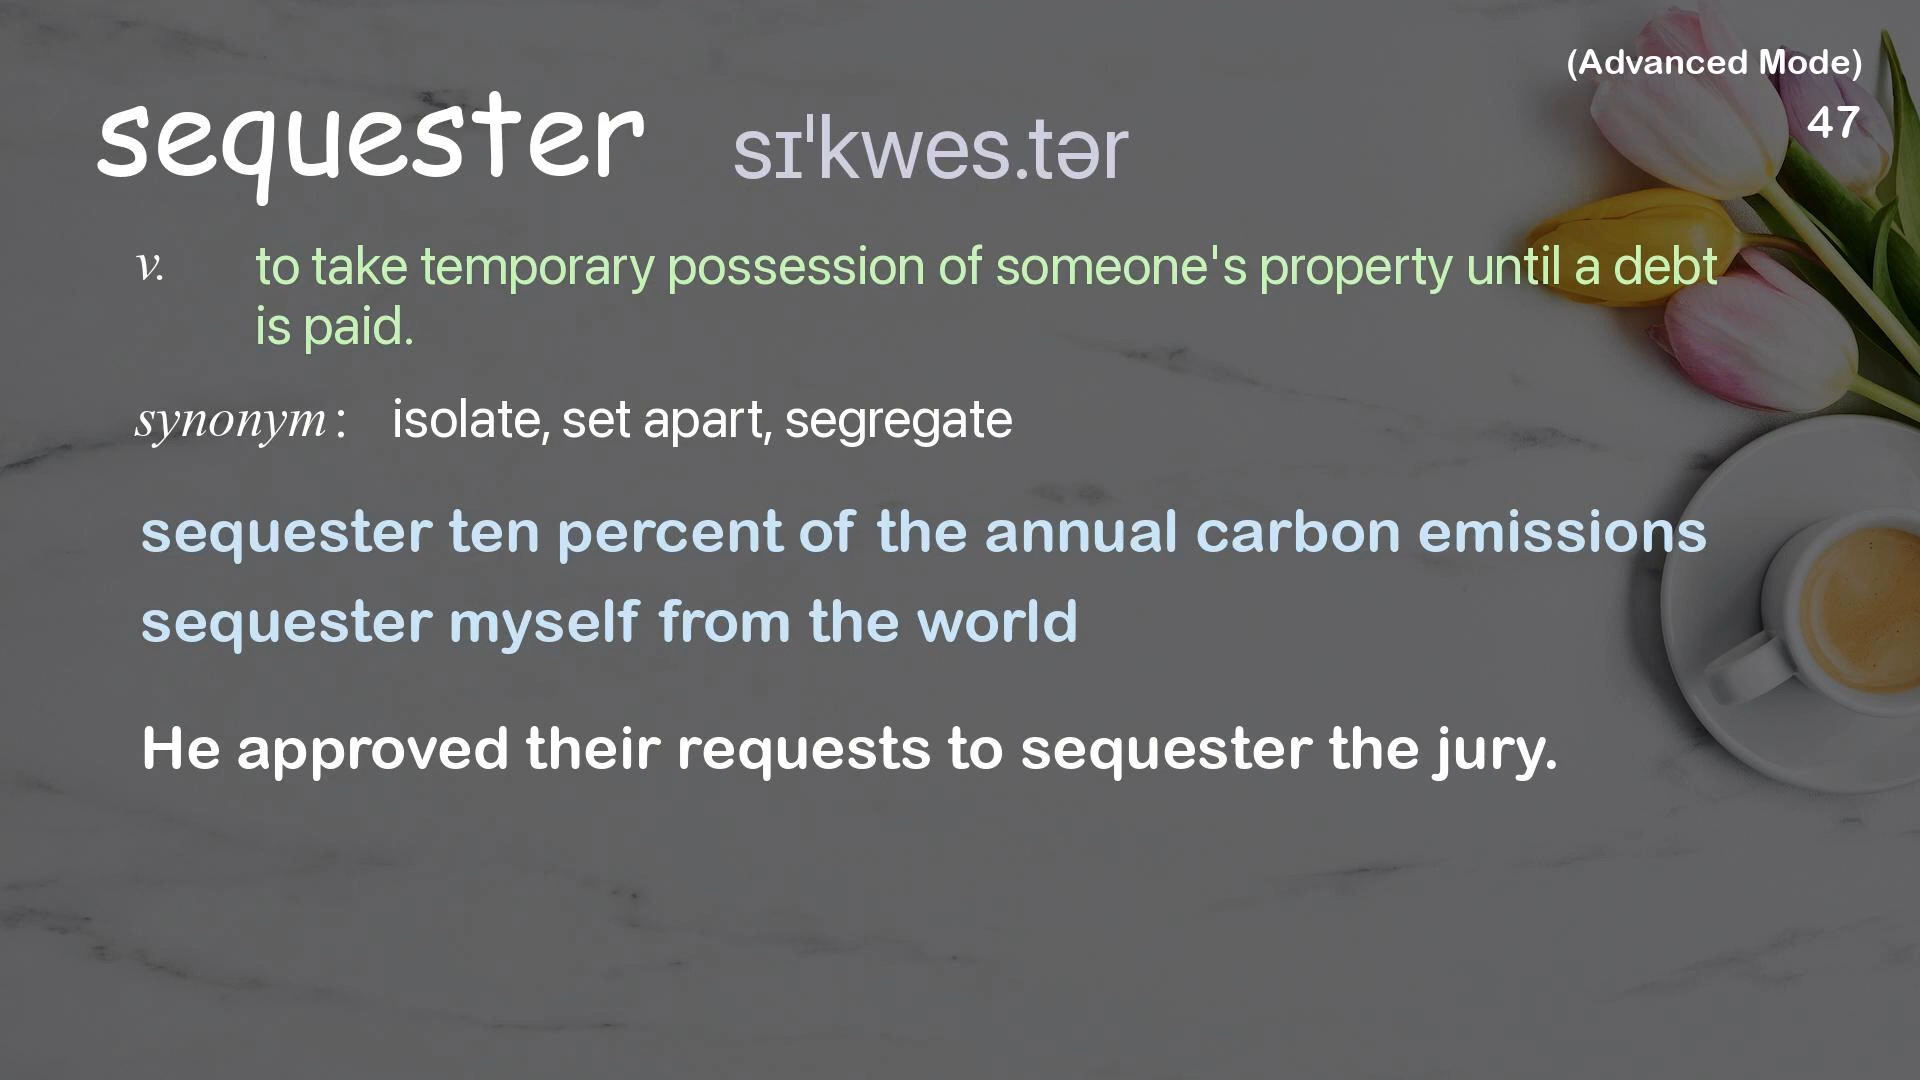 (Advanced Mode)
47
sequester sɪˈkwes.tər
v. to take temporary possession of someone's property until a debt
is paid.
synonym: isolate, set apart, segregate
sequester ten percent of the annual carbon emissions
sequester myself from the world
He approved their requests to sequester the jury.